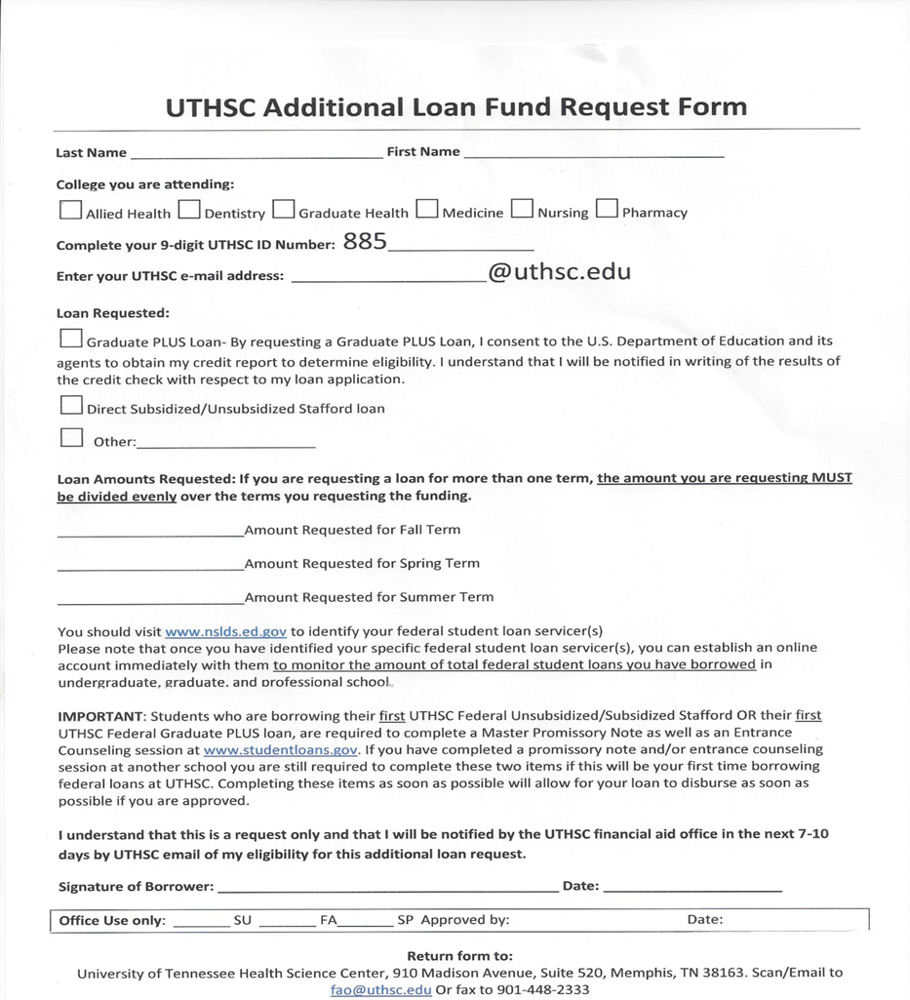 UTHSC Additional Loan Fund Request Form
Last Name ____________________ First Name ____________________
College you are attending:
☐ Allied Health ☐ Dentistry ☐ Graduate Health ☐ Medicine ☐ Nursing ☐ Pharmacy
Complete your 9-digit UTHSC ID Number: 885____________________
Enter your UTHSC e-mail address: ____________________@uthsc.edu
Loan Requested:
☐ Graduate PLUS Loan- By requesting a Graduate PLUS Loan, I consent to the U.S. Department of Education and its
agents to obtain my credit report to determine eligibility. I understand that I will be notified in writing of the results of
the credit check with respect to my loan application.
☐ Direct Subsidized/Unsubsidized Stafford loan
☐ Other:____________________
Loan Amounts Requested: If you are requesting a loan for more than one term, the amount you are requesting MUST
be divided evenly over the terms you requesting the funding.
____________________Amount Requested for Fall Term
____________________Amount Requested for Spring Term
____________________Amount Requested for Summer Term
You should visit www.nslds.ed.gov to identify your federal student loan servicer(s)
Please note that once you have identified your specific federal student loan servicer(s), you can establish an online
account immediately with them to monitor the amount of total federal student loans you have borrowed in
undergraduate, graduate, and professional school.
IMPORTANT: Students who are borrowing their first UTHSC Federal Unsubsidized/Subsidized Stafford OR their first
UTHSC Federal Graduate PLUS loan, are required to complete a Master Promissory Note as well as an Entrance
Counseling session at www.studentloans.gov. If you have completed a promissory note and/or entrance counseling
session at another school you are still required to complete these two items if this will be your first time borrowing
federal loans at UTHSC. Completing these items as soon as possible will allow for your loan to disburse as soon as
possible if you are approved.
I understand that this is a request only and that I will be notified by the UTHSC financial aid office in the next 7-10
days by UTHSC email of my eligibility for this additional loan request.
Signature of Borrower: ____________________ Date: ____________________
Office Use only: ________ SU ________ FA________ SP Approved by: Date:
Return form to:
University of Tennessee Health Science Center, 910 Madison Avenue, Suite 520, Memphis, TN 38163. Scan/Email to
fao@uthsc.edu Or fax to 901-448-2333